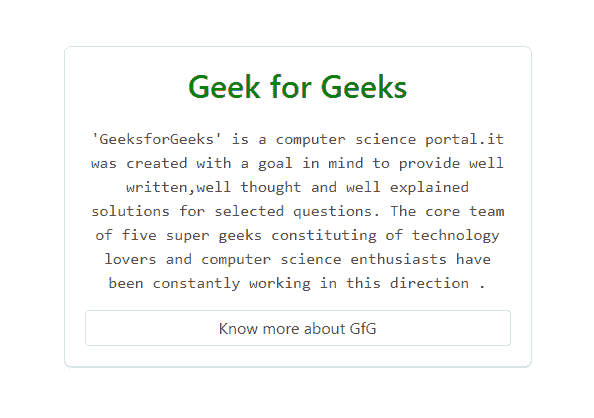 Geek for Geeks
'GeeksforGeeks' is a computer science portal.it
was created with a goal in mind to provide well
written,well thought and well explained
solutions for selected questions. The core team
of five super geeks constituting of technology
lovers and computer science enthusiasts have
been constantly working in this direction .
Know more about GfG